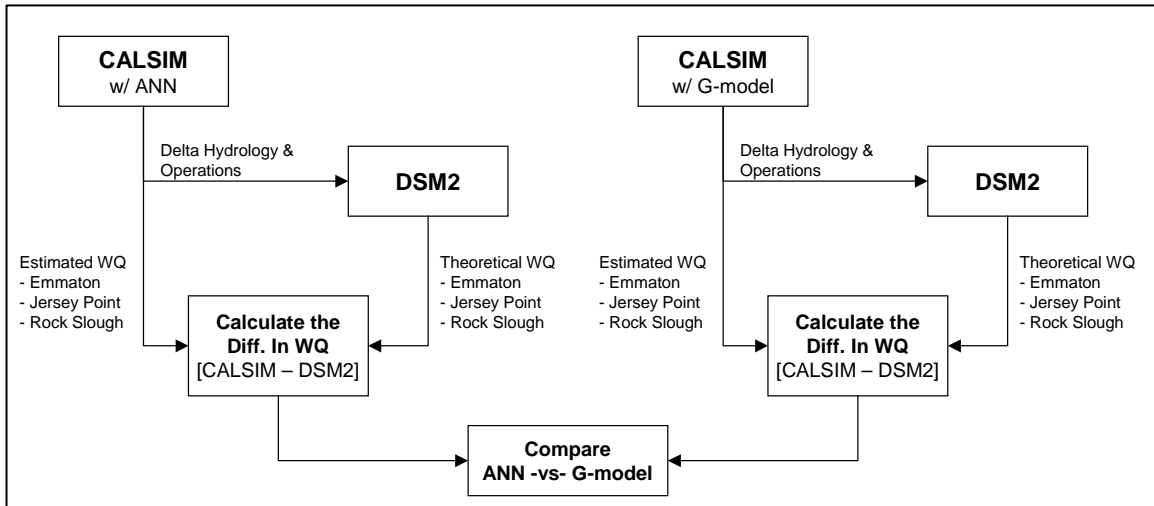 CALSIM
w/ ANN
Delta Hydrology &
Operations
DSM2
Estimated WQ
- Emmaton
- Jersey Point
- Rock Slough
Theoretical WQ
- Emmaton
- Jersey Point
- Rock Slough
Calculate the
Diff. In WQ
[CALSIM – DSM2]
CALSIM
w/ G-model
Delta Hydrology &
Operations
DSM2
Estimated WQ
- Emmaton
- Jersey Point
- Rock Slough
Theoretical WQ
- Emmaton
- Jersey Point
- Rock Slough
Calculate the
Diff. In WQ
[CALSIM – DSM2]
Compare
ANN -vs- G-model